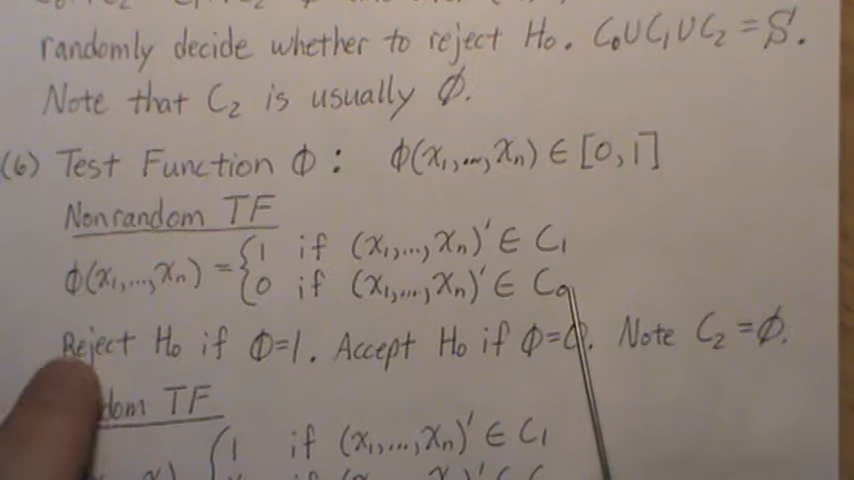 randomly decide whether to reject H₀. C₀∪C₁∪C₂ = S.
Note that C₂ is usually ∅.
(6) Test Function ϕ: ϕ(x₁,...,xₙ) ∈ [0,1]
Nonrandom TF
ϕ(x₁,...,xₙ) = { 1 if (x₁,...,xₙ)′ ∈ C₁
0 if (x₁,...,xₙ)′ ∈ C₀
Reject H₀ if ϕ=1. Accept H₀ if ϕ=0. Note C₂ = ∅.
TF
{ 1 if (x₁,...,xₙ)′ ∈ C₁